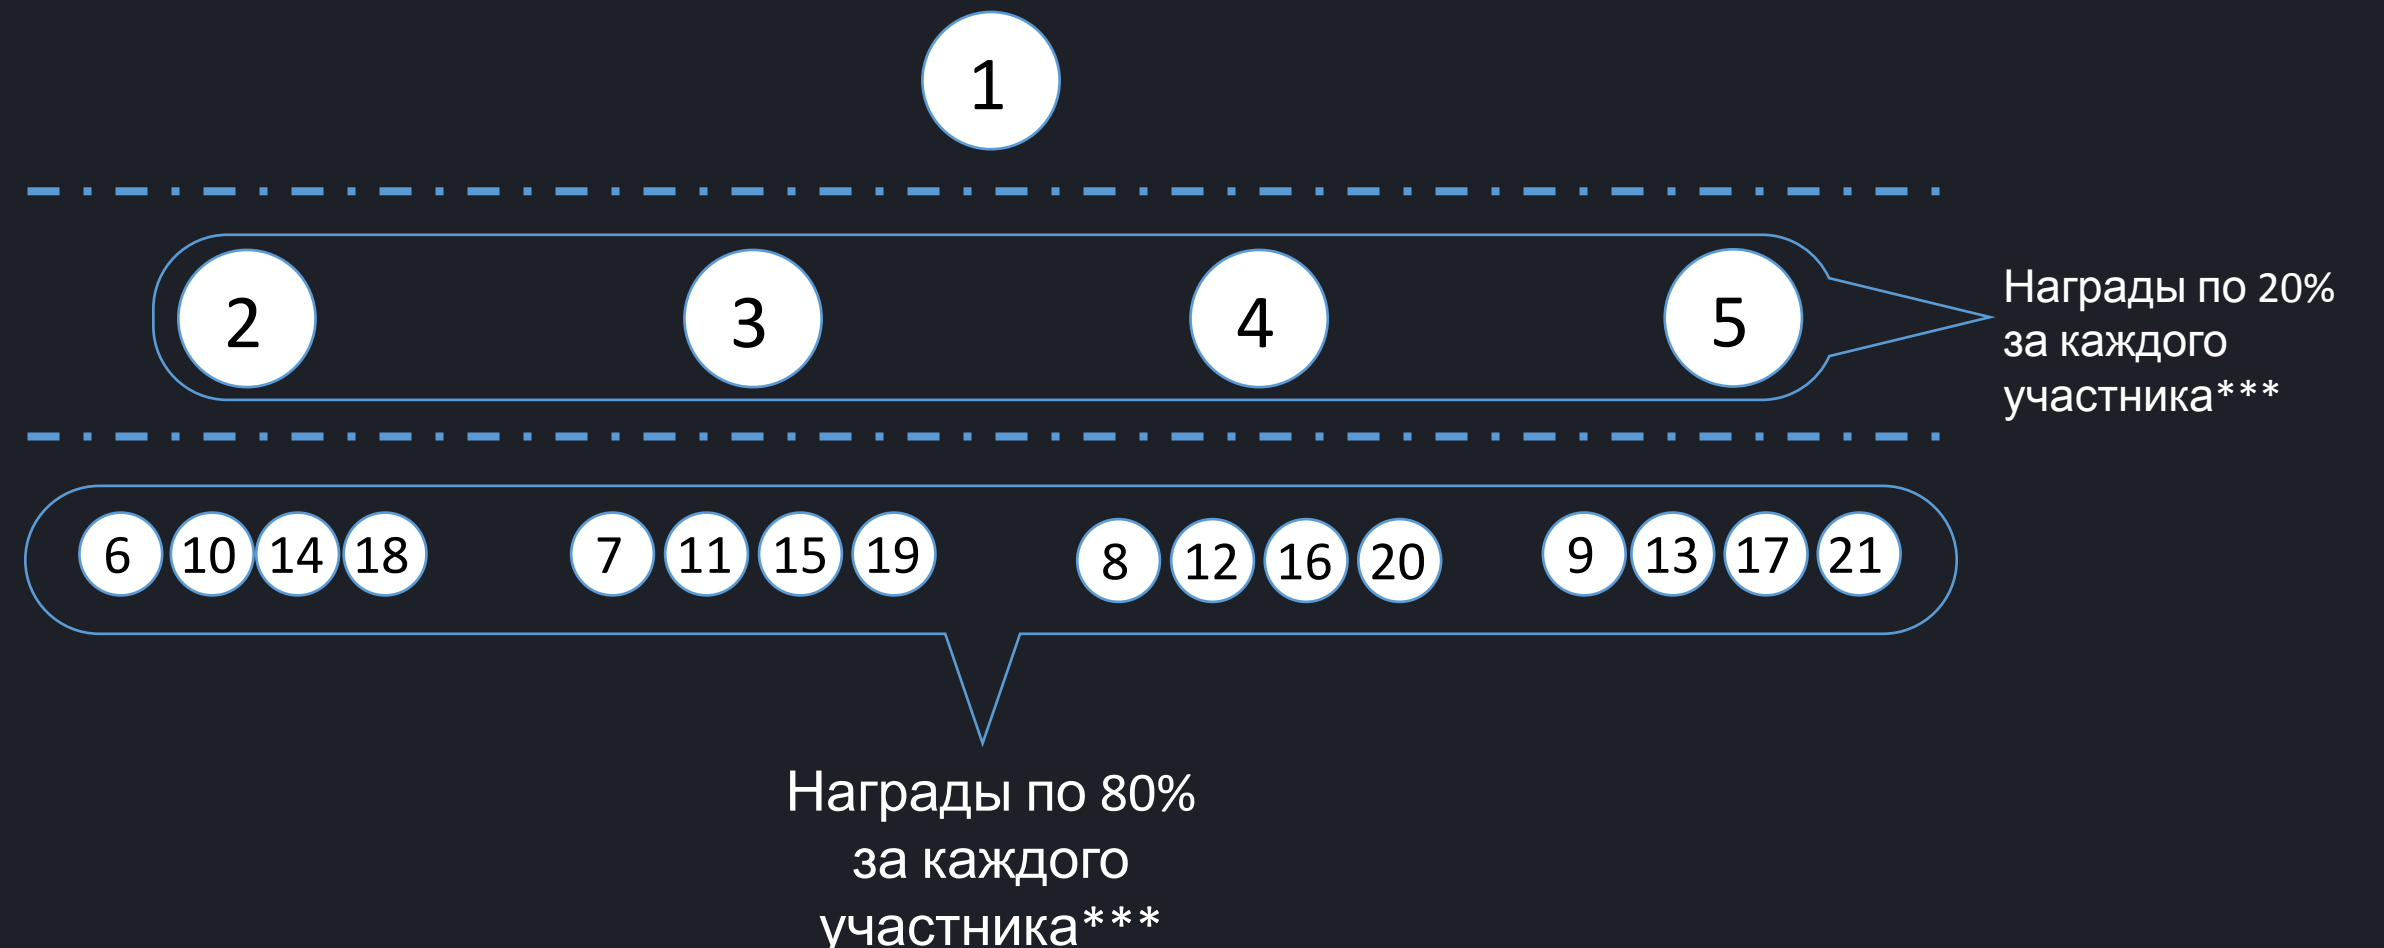 1
2 3 4 5
Награды по 20%
за каждого
участника***
6 10 14 18 7 11 15 19 8 12 16 20 9 13 17 21
Награды по 80%
за каждого
участника***